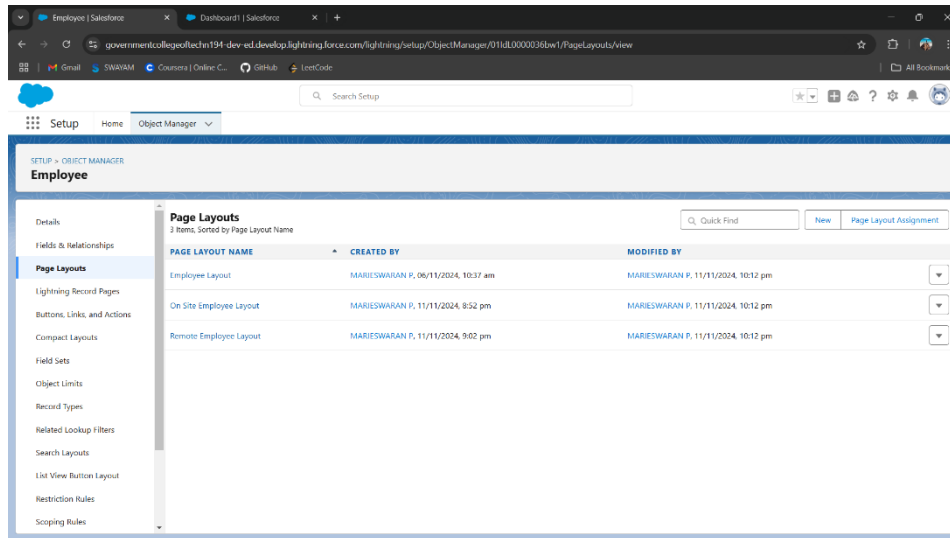 Employee | Salesforce
Dashboard1 | Salesforce
governmentcollegeoftechn194-dev-ed.develop.lightning.force.com/lightning/setup/ObjectManager/01IdL0000036bw1/PageLayouts/view
Gmail SWAYAM Coursera | Online C... GitHub LeetCode All Bookmark
Search Setup
Setup Home Object Manager
SETUP > OBJECT MANAGER
Employee
Details
Fields & Relationships
Page Layouts
Lightning Record Pages
Buttons, Links, and Actions
Compact Layouts
Field Sets
Object Limits
Record Types
Related Lookup Filters
Search Layouts
List View Button Layout
Restriction Rules
Scoping Rules
Page Layouts
3 Items, Sorted by Page Layout Name
Quick Find New Page Layout Assignment
PAGE LAYOUT NAME CREATED BY MODIFIED BY
Employee Layout MARIESWARAN P, 06/11/2024, 10:37 am MARIESWARAN P, 11/11/2024, 10:12 pm
On Site Employee Layout MARIESWARAN P, 11/11/2024, 8:52 pm MARIESWARAN P, 11/11/2024, 10:12 pm
Remote Employee Layout MARIESWARAN P, 11/11/2024, 9:02 pm MARIESWARAN P, 11/11/2024, 10:12 pm